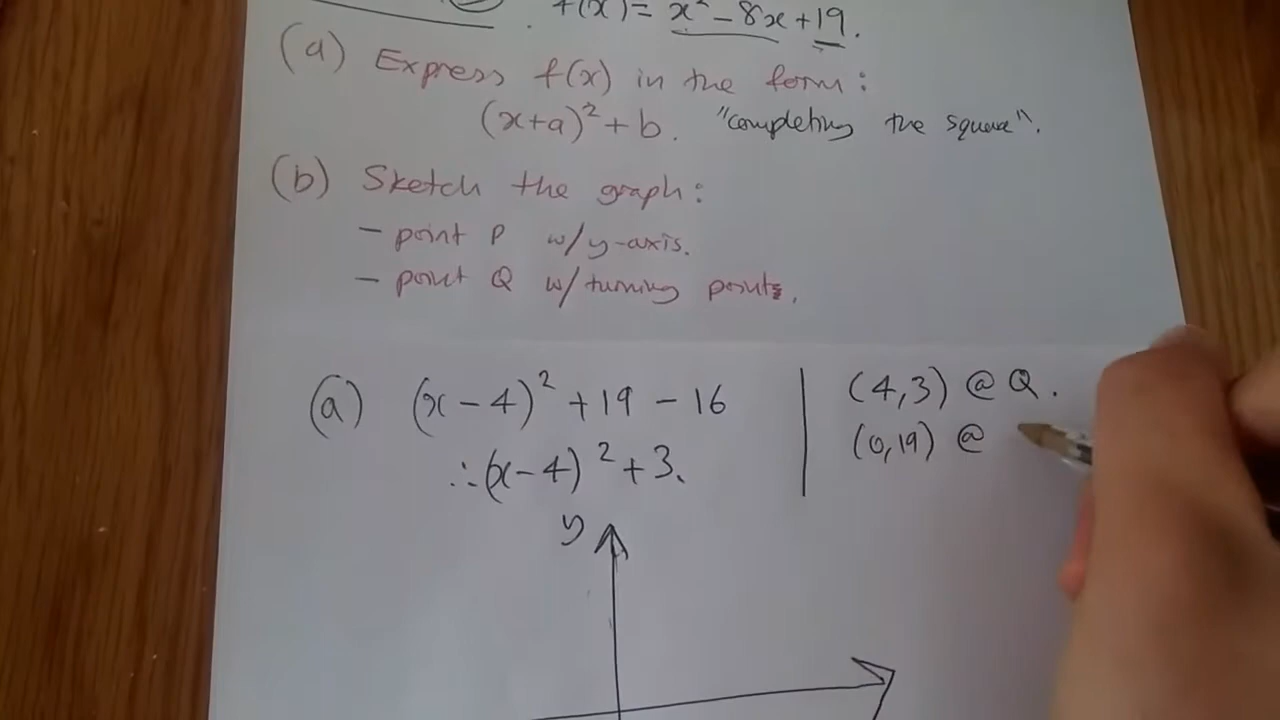 f(x) = x² - 8x + 19.
(a) Express f(x) in the form:
(x+a)² + b. "completing the square".
(b) Sketch the graph:
- point P w/ y-axis.
- point Q w/ turning points.
(a) (x - 4)² + 19 - 16
∴ (x - 4)² + 3.
(4,3) @ Q.
(0,19) @
y